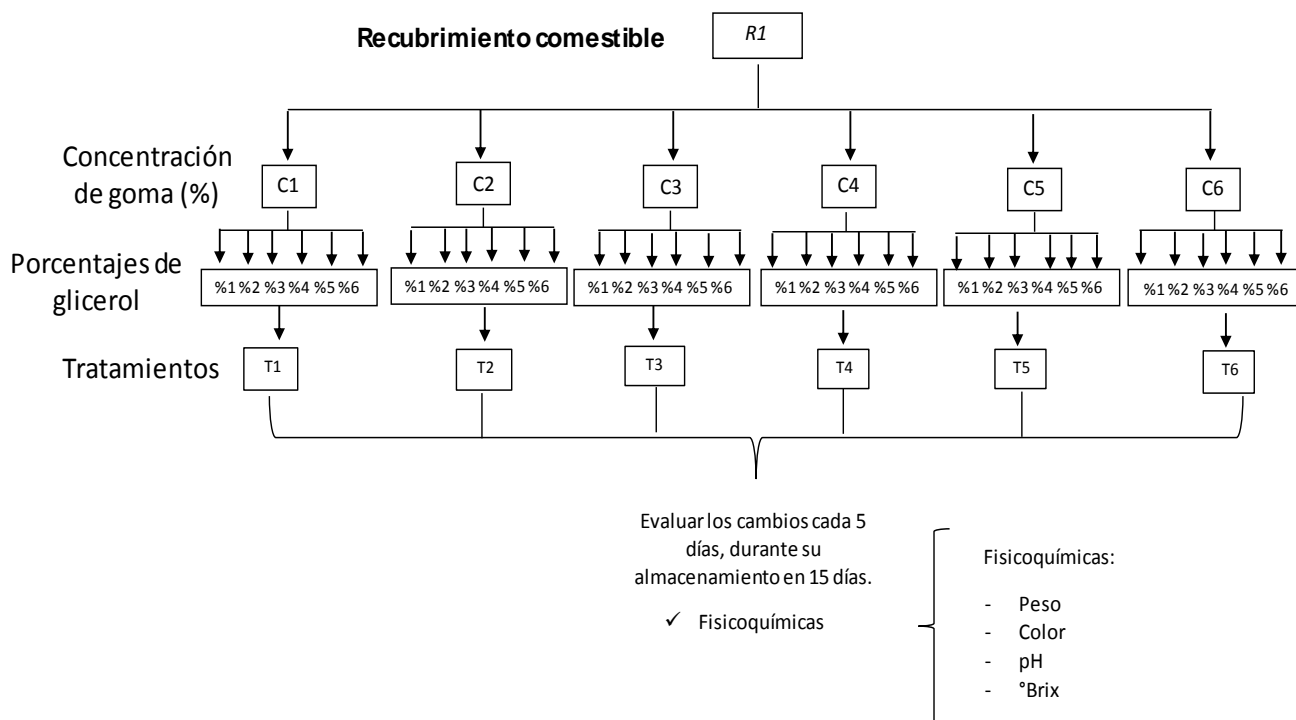 Recubrimiento comestible
R1
Concentración
de goma (%)
C1
C2
C3
C4
C5
C6
Porcentajes de
glicerol
%1 %2 %3 %4 %5 %6
%1 %2 %3 %4 %5 %6
%1 %2 %3 %4 %5 %6
%1 %2 %3 %4 %5 %6
%1 %2 %3 %4 %5 %6
%1 %2 %3 %4 %5 %6
Tratamientos
T1
T2
T3
T4
T5
T6
Evaluar los cambios cada 5
días, durante su
almacenamiento en 15 días.
✓ Fisicoquímicas
Fisicoquímicas:
- Peso
- Color
- pH
- °Brix